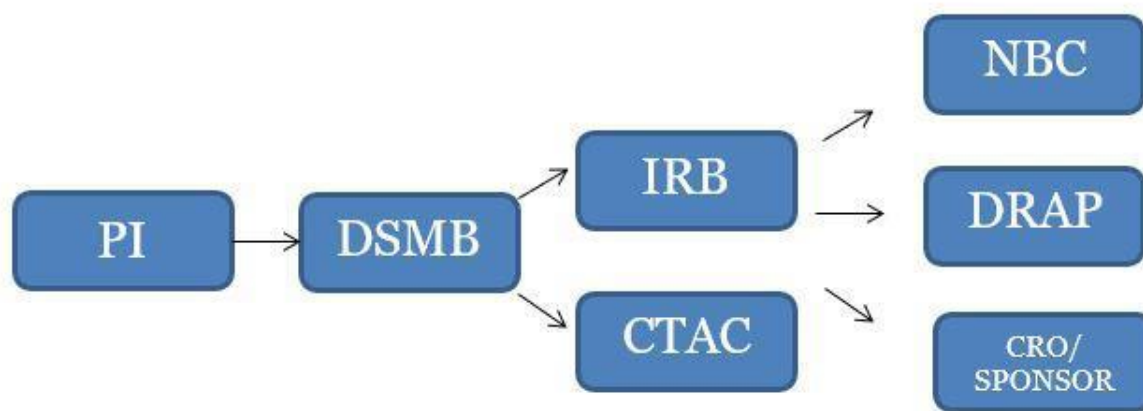 PI
DSMB
IRB
CTAC
NBC
DRAP
CRO/
SPONSOR